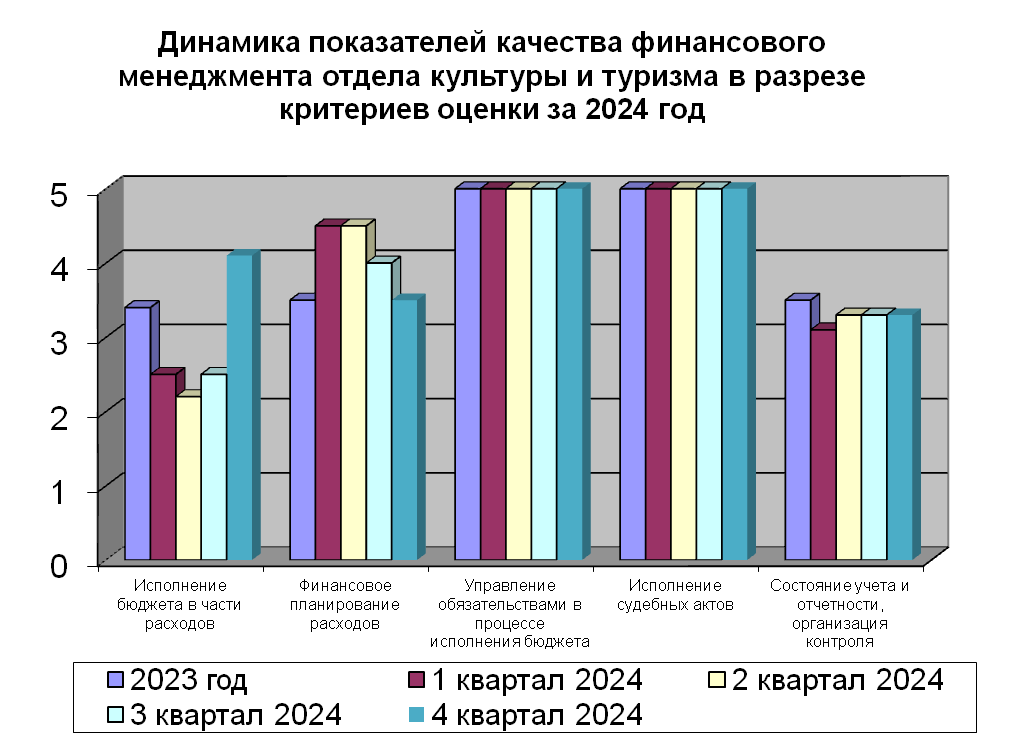 Динамика показателей качества финансового
менеджмента отдела культуры и туризма в разрезе
критериев оценки за 2024 год
5
4
3
2
1
0
Исполнение
бюджета в части
расходов
Финансовое
планирование
расходов
Управление
обязательствами в
процессе
исполнения бюджета
Исполнение
судебных актов
Состояние учета и
отчетности,
организация
контроля
2023 год
1 квартал 2024
2 квартал 2024
3 квартал 2024
4 квартал 2024